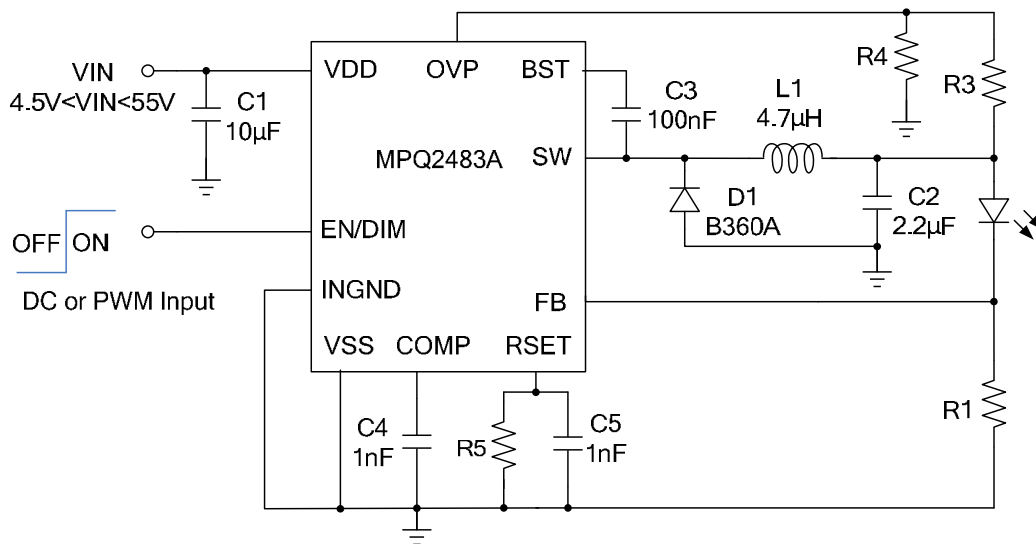 VIN
4.5V<VIN<55V
C1
10µF
VDD
OVP
BST
C3
100nF
L1
4.7µH
R4
R3
MPQ2483A
SW
D1
B360A
C2
2.2µF
OFF
ON
EN/DIM
DC or PWM Input
INGND
FB
VSS
COMP
RSET
C4
1nF
R5
C5
1nF
R1